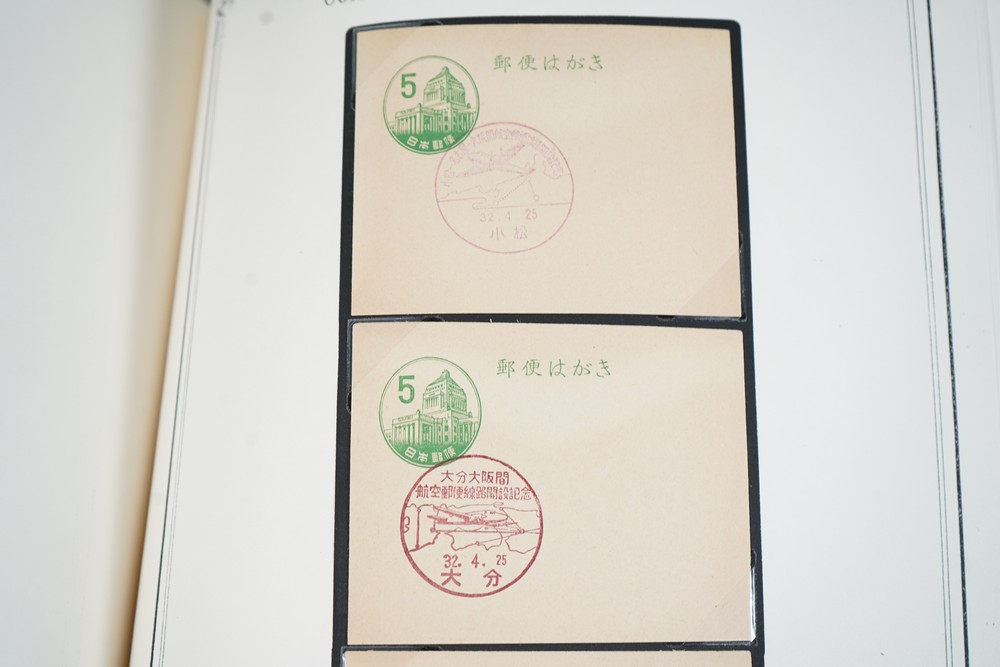 郵便はがき
5
日本郵便
32.4.25
小松
郵便はがき
5
日本郵便
大分大阪間
航空郵便線路開設記念
32.4.25
大分